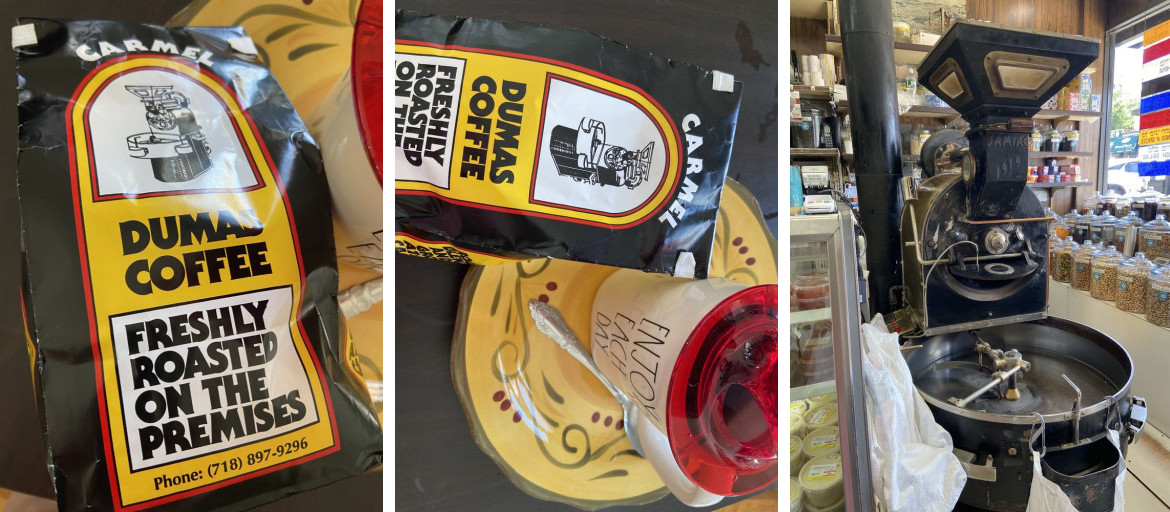 CARMEL
DUMAS
COFFEE
FRESHLY
ROASTED
ON THE
PREMISES
Phone: (718) 897-9296
CARMEL
DUMAS
COFFEE
FRESHLY
ROASTED
ON THE
ENJOY
EACH
DAY
SAMIRAMIS